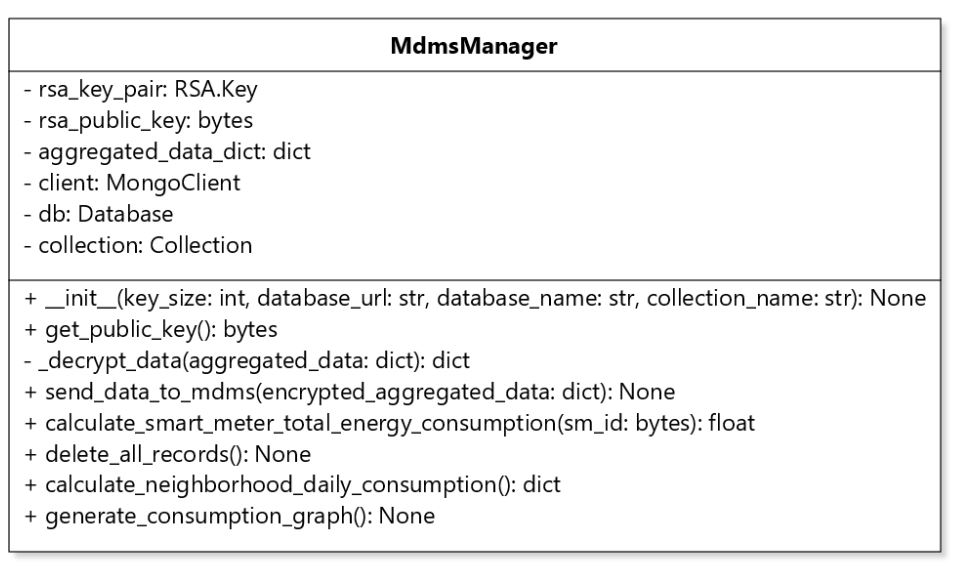 MdmsManager
- rsa_key_pair: RSA.Key
- rsa_public_key: bytes
- aggregated_data_dict: dict
- client: MongoClient
- db: Database
- collection: Collection
+ __init__(key_size: int, database_url: str, database_name: str, collection_name: str): None
+ get_public_key(): bytes
- _decrypt_data(aggregated_data: dict): dict
+ send_data_to_mdms(encrypted_aggregated_data: dict): None
+ calculate_smart_meter_total_energy_consumption(sm_id: bytes): float
+ delete_all_records(): None
+ calculate_neighborhood_daily_consumption(): dict
+ generate_consumption_graph(): None